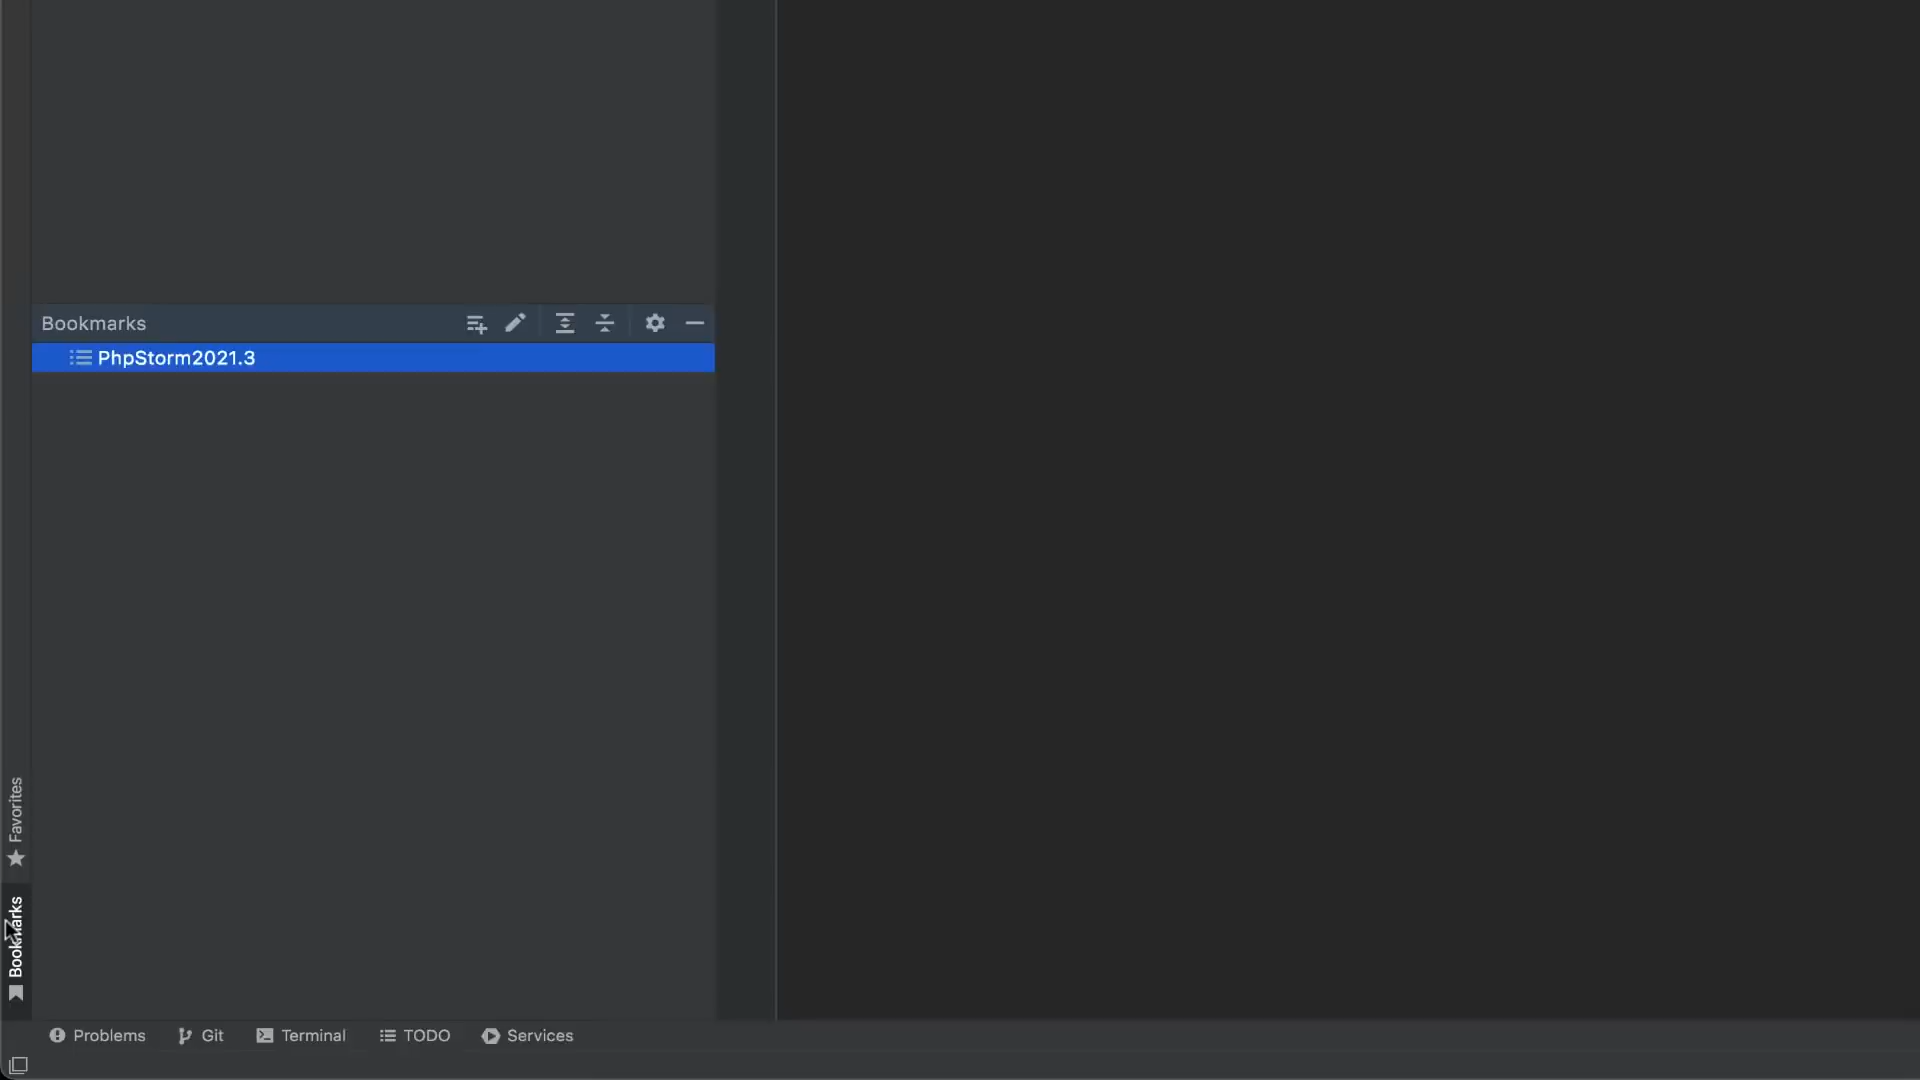 Bookmarks
PhpStorm2021.3
Favorites
Bookmarks
Problems
Git
Terminal
TODO
Services